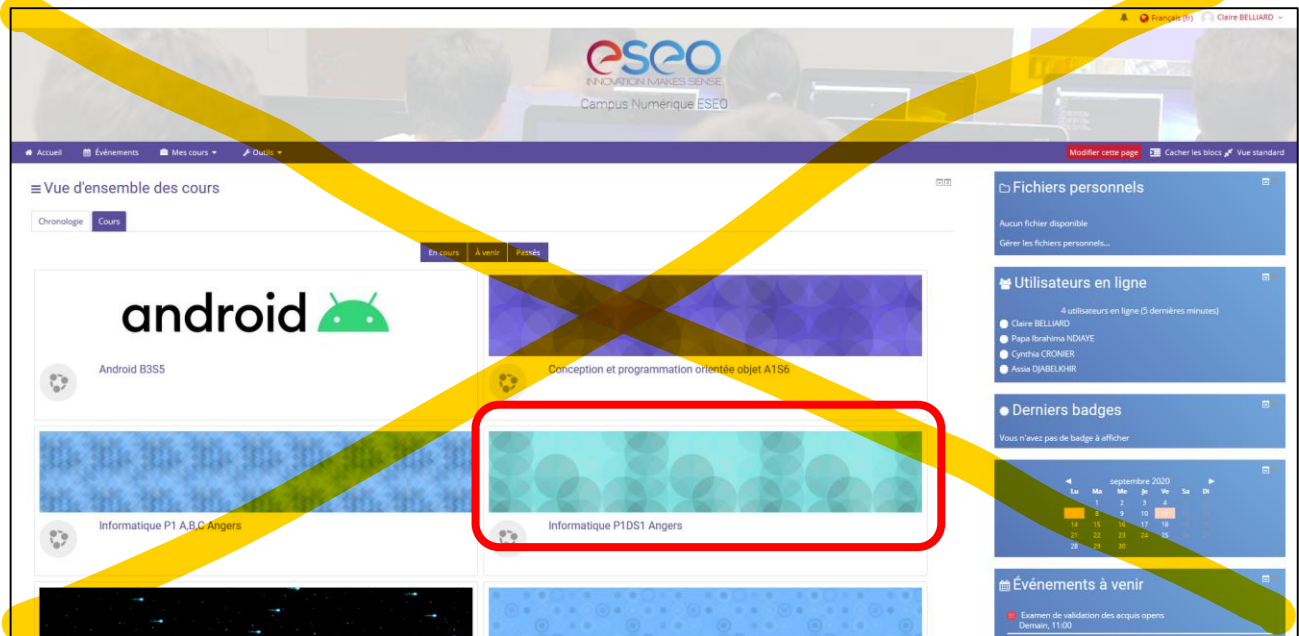 Français (fr) Claire BELLIARD
eseo
INNOVATION MAKES SENSE
Campus Numérique ESEO
Accueil Événements Mes cours Outils Modifier cette page Cacher les blocs Vue standard
Vue d'ensemble des cours
Chronologie Cours
En cours À venir Passés
android
Android B3S5
Conception et programmation orientée objet A1S6
Informatique P1 A,B,C Angers
Informatique P1DS1 Angers
Fichiers personnels
Aucun fichier disponible
Gérer les fichiers personnels...
Utilisateurs en ligne
4 utilisateurs en ligne (5 dernières minutes)
Claire BELLIARD
Papa Ibrahima NDIAYE
Cynthia CRONIER
Assia DJABELKHIR
Derniers badges
Vous n'avez pas de badge à afficher
septembre 2020
Lu Ma Me Je Ve Sa Di
1 2 3 4
8 9 10
14 15 16 17 18
21 22 23 24 25
28 29 30
Événements à venir
Examen de validation des acquis opens
Demain, 11:00